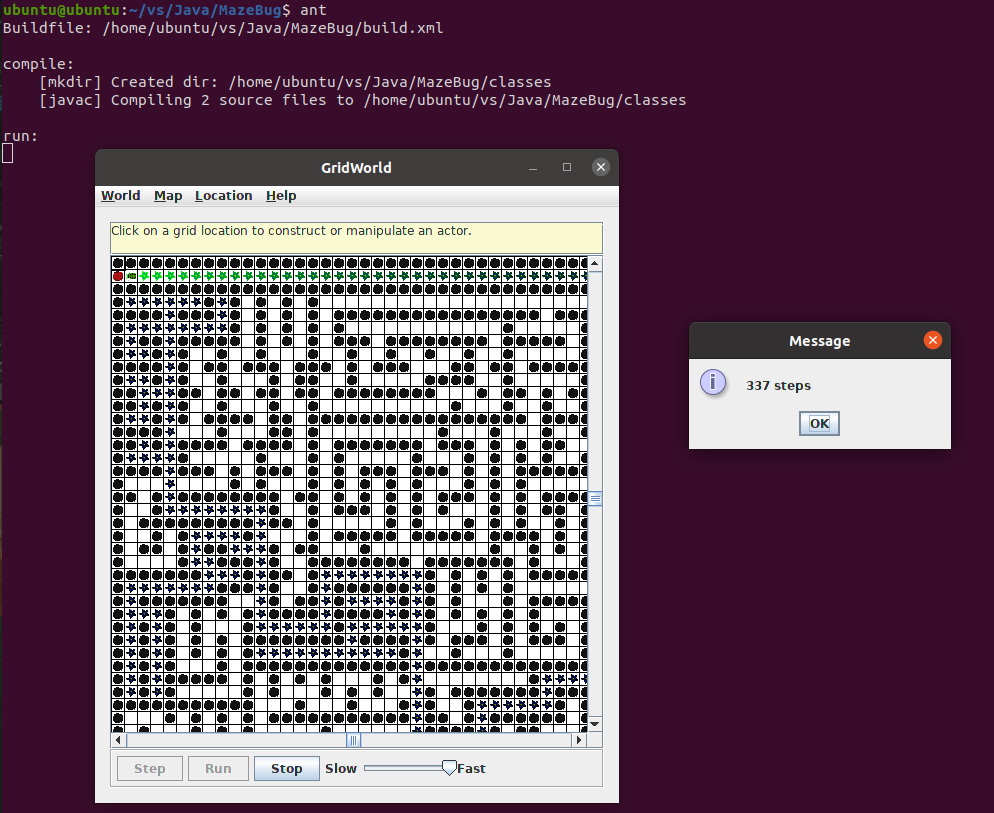 ubuntu@ubuntu:~/vs/Java/MazeBug$ ant
Buildfile: /home/ubuntu/vs/Java/MazeBug/build.xml
compile:
[mkdir] Created dir: /home/ubuntu/vs/Java/MazeBug/classes
[javac] Compiling 2 source files to /home/ubuntu/vs/Java/MazeBug/classes
run:
GridWorld
World Map Location Help
Click on a grid location to construct or manipulate an actor.
Step Run Stop Slow Fast
Message
337 steps
OK